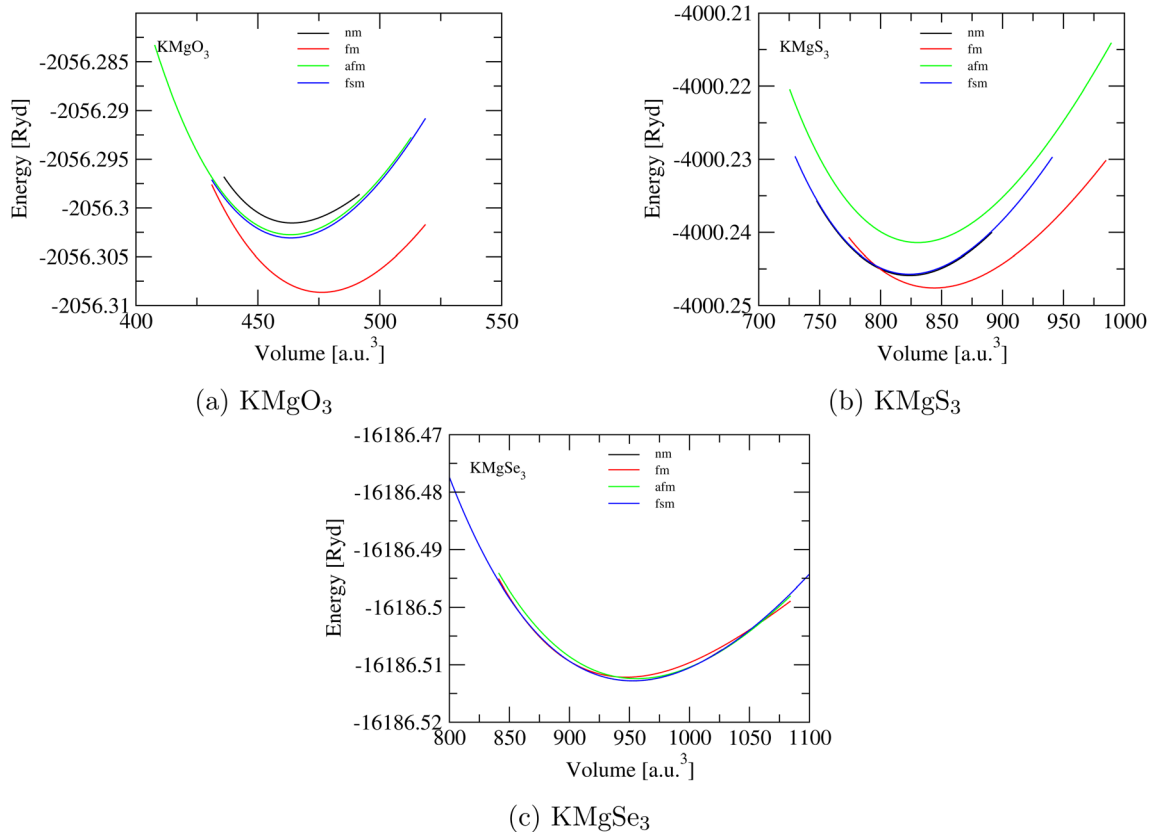 KMgO3
nm
fm
afm
fsm
-2056.285
-2056.29
-2056.295
-2056.3
-2056.305
-2056.31
Energy [Ryd]
400
450
500
550
Volume [a.u.3]
(a) KMgO3
KMgS3
nm
fm
afm
fsm
-4000.21
-4000.22
-4000.23
-4000.24
-4000.25
Energy [Ryd]
700
750
800
850
900
950
1000
Volume [a.u.3]
(b) KMgS3
KMgSe3
nm
fm
afm
fsm
-16186.47
-16186.48
-16186.49
-16186.5
-16186.51
-16186.52
Energy [Ryd]
800
850
900
950
1000
1050
1100
Volume [a.u.3]
(c) KMgSe3